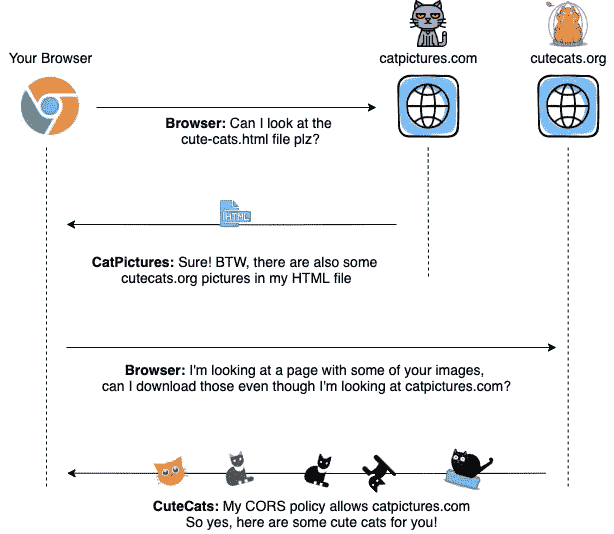 Your Browser
catpictures.com
cutecats.org
Browser: Can I look at the
cute-cats.html file plz?
HTML
CatPictures: Sure! BTW, there are also some
cutecats.org pictures in my HTML file
Browser: I'm looking at a page with some of your images,
can I download those even though I'm looking at catpictures.com?
CuteCats: My CORS policy allows catpictures.com
So yes, here are some cute cats for you!